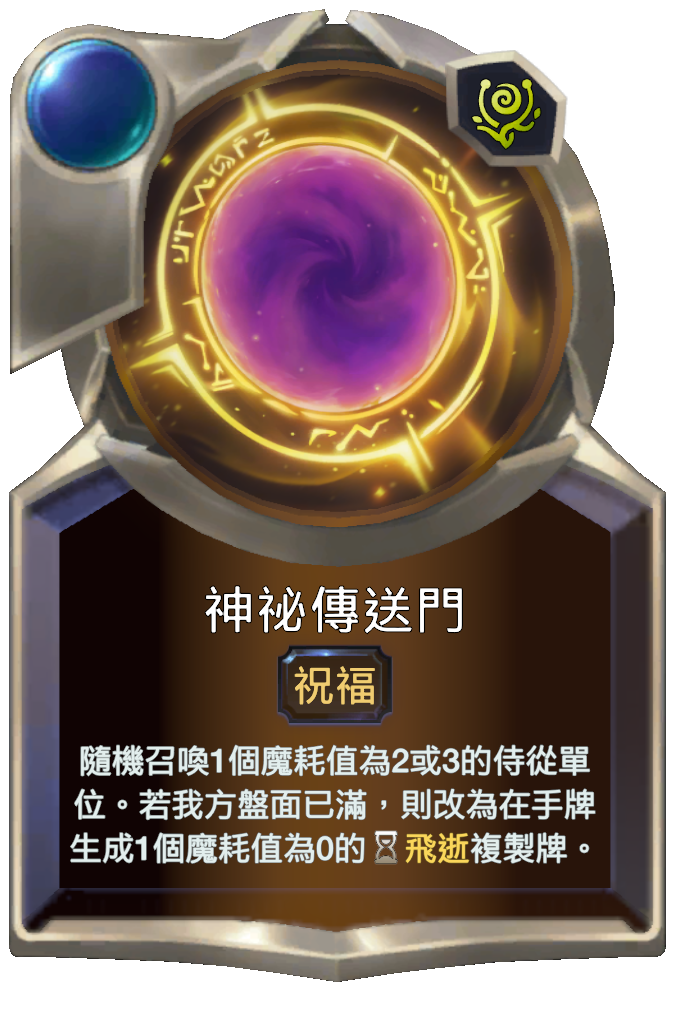 神祕傳送門
祝福
隨機召喚1個魔耗值為2或3的侍從單
位。若我方盤面已滿，則改為在手牌
生成1個魔耗值為0的飛逝複製牌。